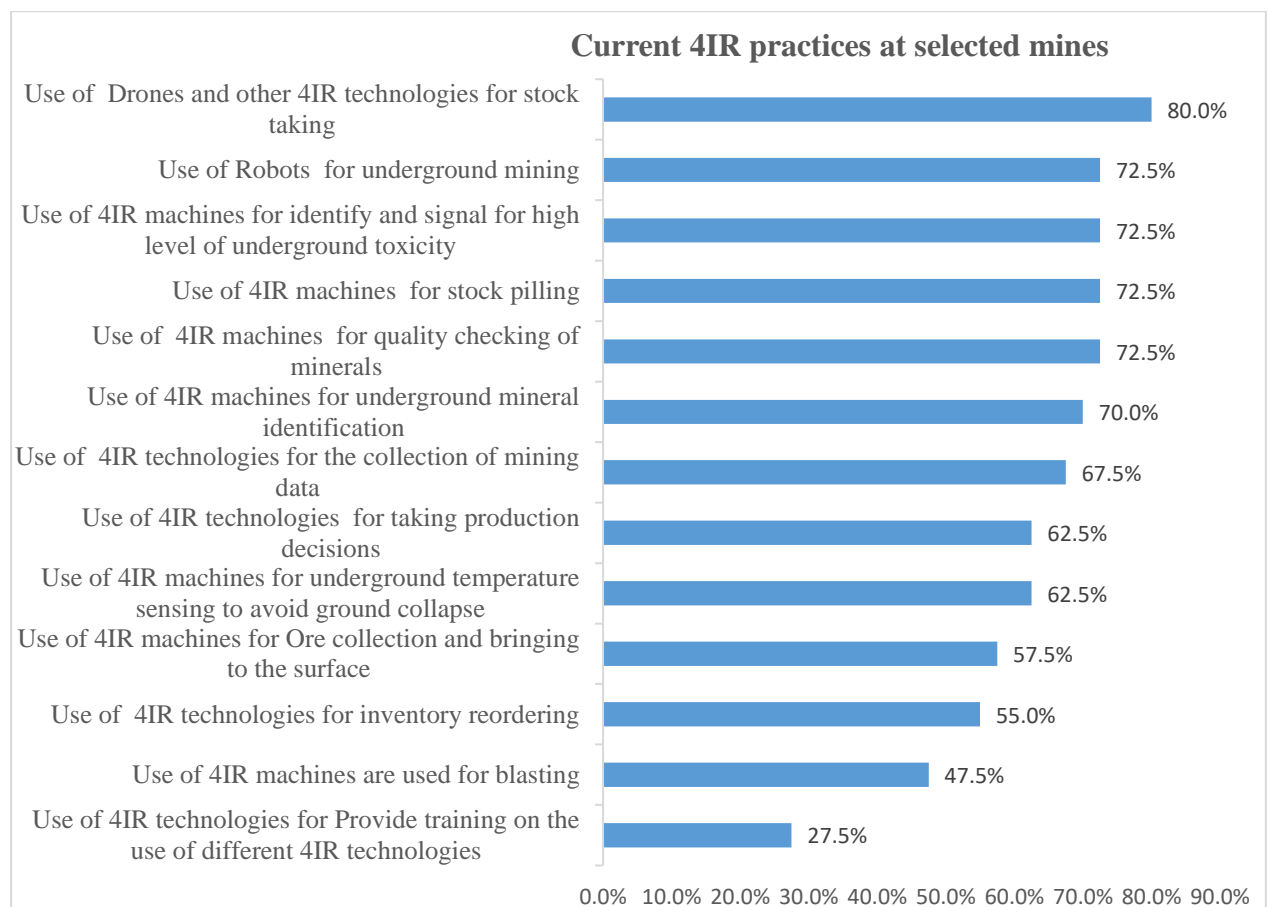 Current 4IR practices at selected mines
Use of Drones and other 4IR technologies for stock
taking
80.0%
Use of Robots for underground mining
72.5%
Use of 4IR machines for identify and signal for high
level of underground toxicity
72.5%
Use of 4IR machines for stock pilling
72.5%
Use of 4IR machines for quality checking of
minerals
72.5%
Use of 4IR machines for underground mineral
identification
70.0%
Use of 4IR technologies for the collection of mining
data
67.5%
Use of 4IR technologies for taking production
decisions
62.5%
Use of 4IR machines for underground temperature
sensing to avoid ground collapse
62.5%
Use of 4IR machines for Ore collection and bringing
to the surface
57.5%
Use of 4IR technologies for inventory reordering
55.0%
Use of 4IR machines are used for blasting
47.5%
Use of 4IR technologies for Provide training on the
use of different 4IR technologies
27.5%
0.0% 10.0% 20.0% 30.0% 40.0% 50.0% 60.0% 70.0% 80.0% 90.0%